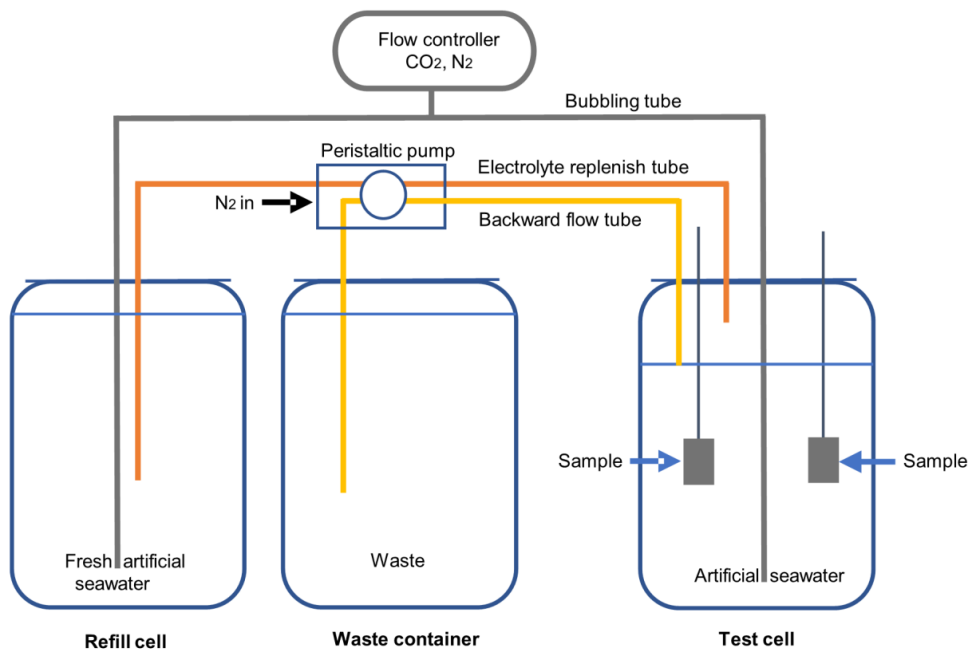 Flow controller
CO2, N2
Bubbling tube
Peristaltic pump
Electrolyte replenish tube
N2 in
Backward flow tube
Sample
Sample
Fresh artificial
seawater
Waste
Artificial seawater
Refill cell
Waste container
Test cell